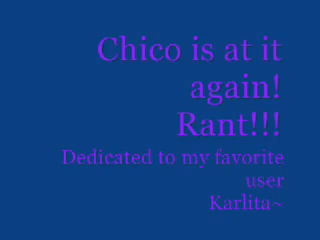 Chico is at it
again!
Rant!!!
Dedicated to my favorite
user
Karlita~